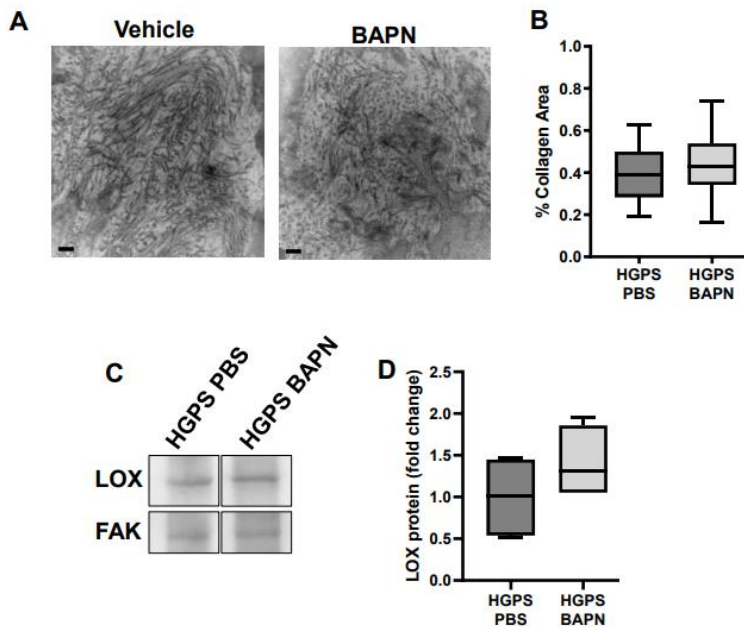 A
Vehicle
BAPN
B
% Collagen Area
1.0
0.8
0.6
0.4
0.2
0.0
HGPS
PBS
HGPS
BAPN
C
HGPS PBS
HGPS BAPN
LOX
FAK
D
LOX protein (fold change)
2.5
2.0
1.5
1.0
0.5
0.0
HGPS
PBS
HGPS
BAPN